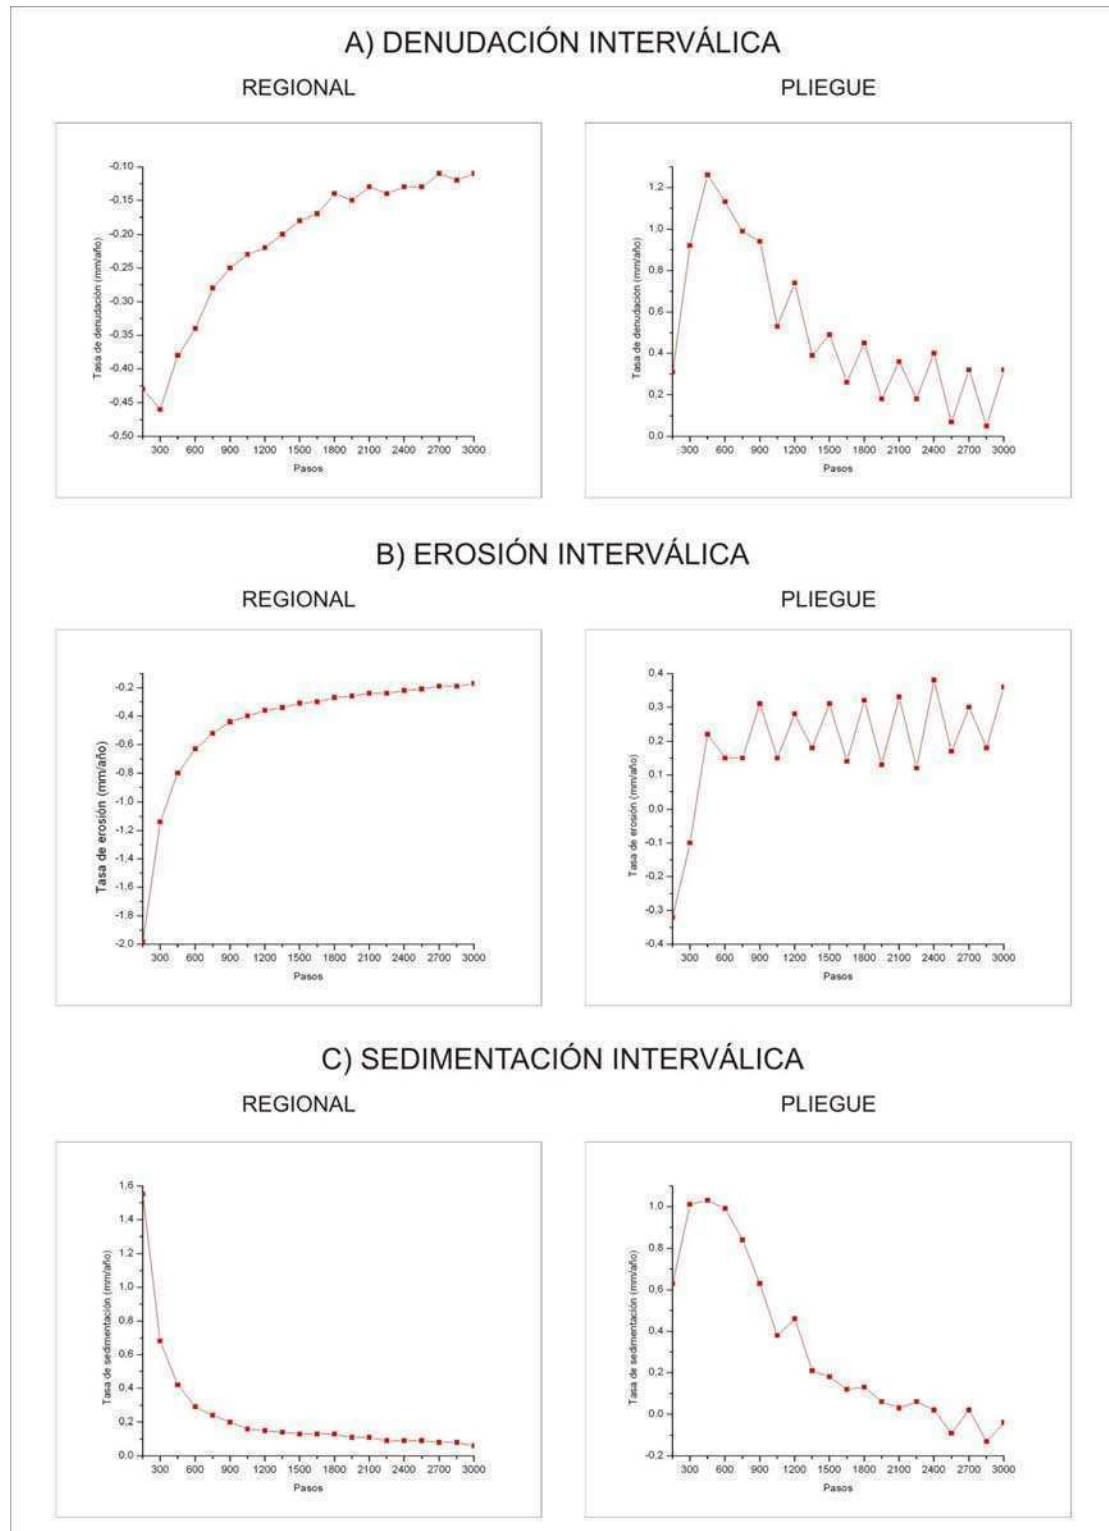 A) DENUDACIÓN INTERVÁLICA
REGIONAL
PLIEGUE
Tasa de denudación (mm/año)
-0,10
-0,15
-0,20
-0,25
-0,30
-0,35
-0,40
-0,45
-0,50
300 600 900 1200 1500 1800 2100 2400 2700 3000
Pasos
Tasa de denudación (mm/año)
1,2
1,0
0,8
0,6
0,4
0,2
0,0
300 600 900 1200 1500 1800 2100 2400 2700 3000
Pasos
B) EROSIÓN INTERVÁLICA
REGIONAL
PLIEGUE
Tasa de erosión (mm/año)
-0,2
-0,4
-0,6
-0,8
-1,0
-1,2
-1,4
-1,6
-1,8
-2,0
300 600 900 1200 1500 1800 2100 2400 2700 3000
Pasos
Tasa de erosión (mm/año)
0,4
0,3
0,2
0,1
0,0
-0,1
-0,2
-0,3
-0,4
300 600 900 1200 1500 1800 2100 2400 2700 3000
Pasos
C) SEDIMENTACIÓN INTERVÁLICA
REGIONAL
PLIEGUE
Tasa de sedimentación (mm/año)
1,6
1,4
1,2
1,0
0,8
0,6
0,4
0,2
0,0
300 600 900 1200 1500 1800 2100 2400 2700 3000
Pasos
Tasa de sedimentación (mm/año)
1,0
0,8
0,6
0,4
0,2
0,0
-0,2
300 600 900 1200 1500 1800 2100 2400 2700 3000
Pasos